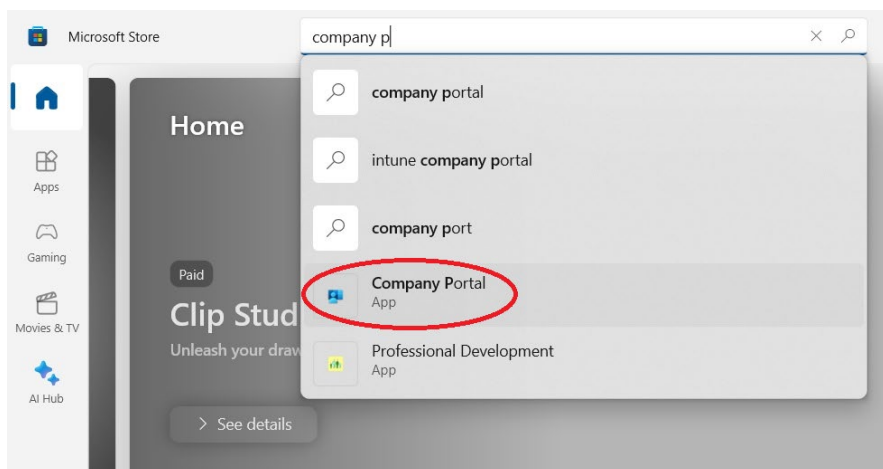 Microsoft Store
company p
company portal
intune company portal
company port
Company Portal
App
Professional Development
App
Home
Apps
Gaming
Movies & TV
AI Hub
Home
Paid
Clip Stud
Unleash your draw
See details